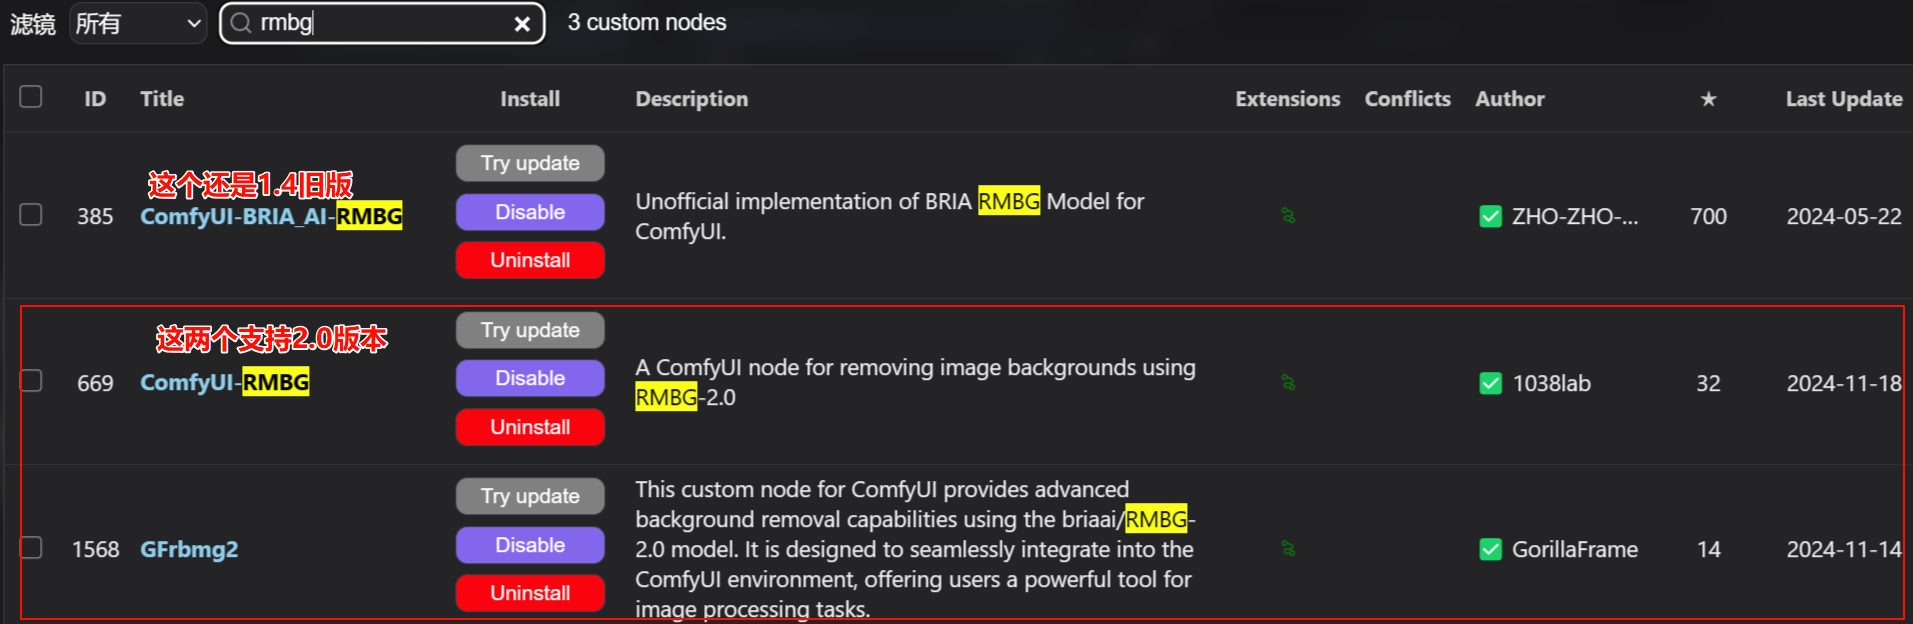 滤镜 所有 rmbg 3 custom nodes
ID Title Install Description Extensions Conflicts Author ★ Last Update
这个还是1.4旧版
385 ComfyUI-BRIA_AI-RMBG
Try update
Disable
Uninstall
Unofficial implementation of BRIA RMBG Model for
ComfyUI.
ZHO-ZHO-... 700 2024-05-22
这两个支持2.0版本
669 ComfyUI-RMBG
Try update
Disable
Uninstall
A ComfyUI node for removing image backgrounds using
RMBG-2.0
1038lab 32 2024-11-18
1568 GFrbmg2
Try update
Disable
Uninstall
This custom node for ComfyUI provides advanced
background removal capabilities using the briaai/RMBG-
2.0 model. It is designed to seamlessly integrate into the
ComfyUI environment, offering users a powerful tool for
image processing tasks.
GorillaFrame 14 2024-11-14